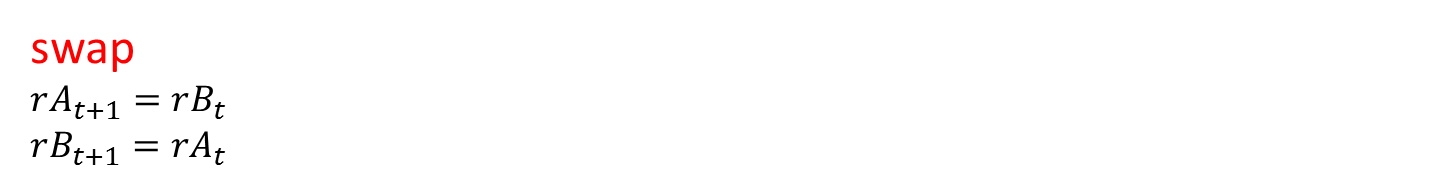 swap
rA_{t+1} = rB_t
rB_{t+1} = rA_t